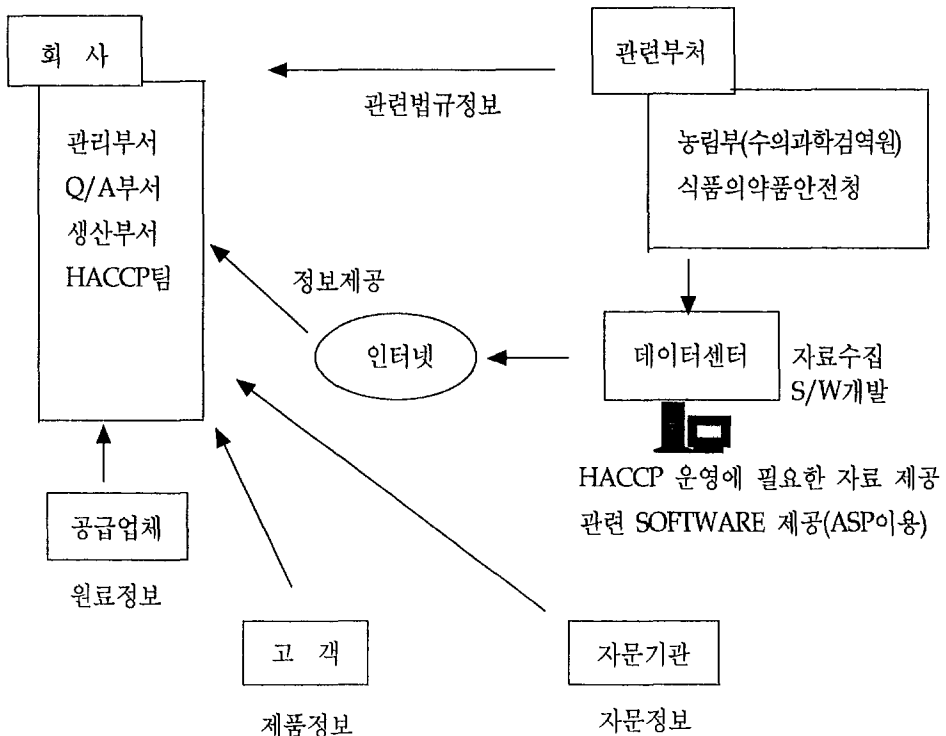 회 사
관련부처
관련법규정보
관리부서
Q/A부서
생산부서
HACCP팀
농림부(수의과학검역원)
식품의약품안전청
정보제공
인터넷
데이터센터
자료수집
S/W개발
HACCP 운영에 필요한 자료 제공
관련 SOFTWARE 제공(ASP이용)
공급업체
원료정보
고 객
제품정보
자문기관
자문정보